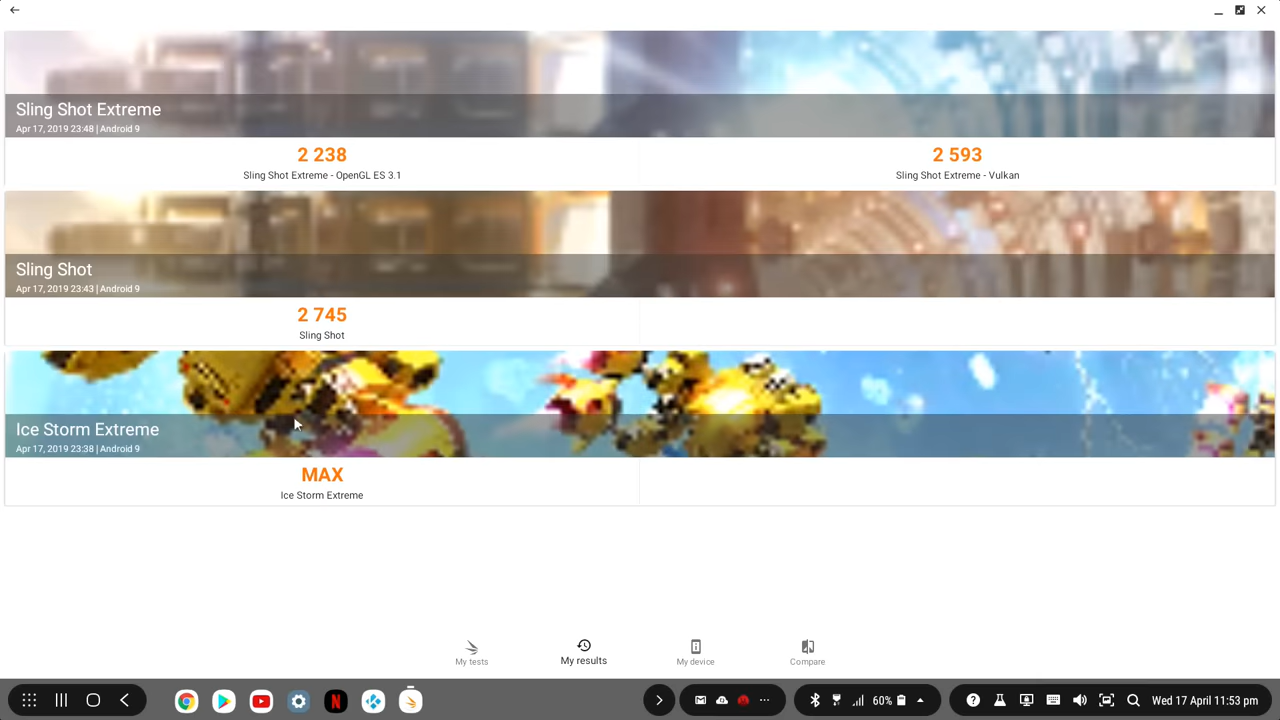 Sling Shot Extreme
Apr 17, 2019 23:48 | Android 9
2 238
Sling Shot Extreme - OpenGL ES 3.1
2 593
Sling Shot Extreme - Vulkan
Sling Shot
Apr 17, 2019 23:43 | Android 9
2 745
Sling Shot
Ice Storm Extreme
Apr 17, 2019 23:38 | Android 9
MAX
Ice Storm Extreme
My tests
My results
My device
Compare
N
60%
Wed 17 April 11:53 pm